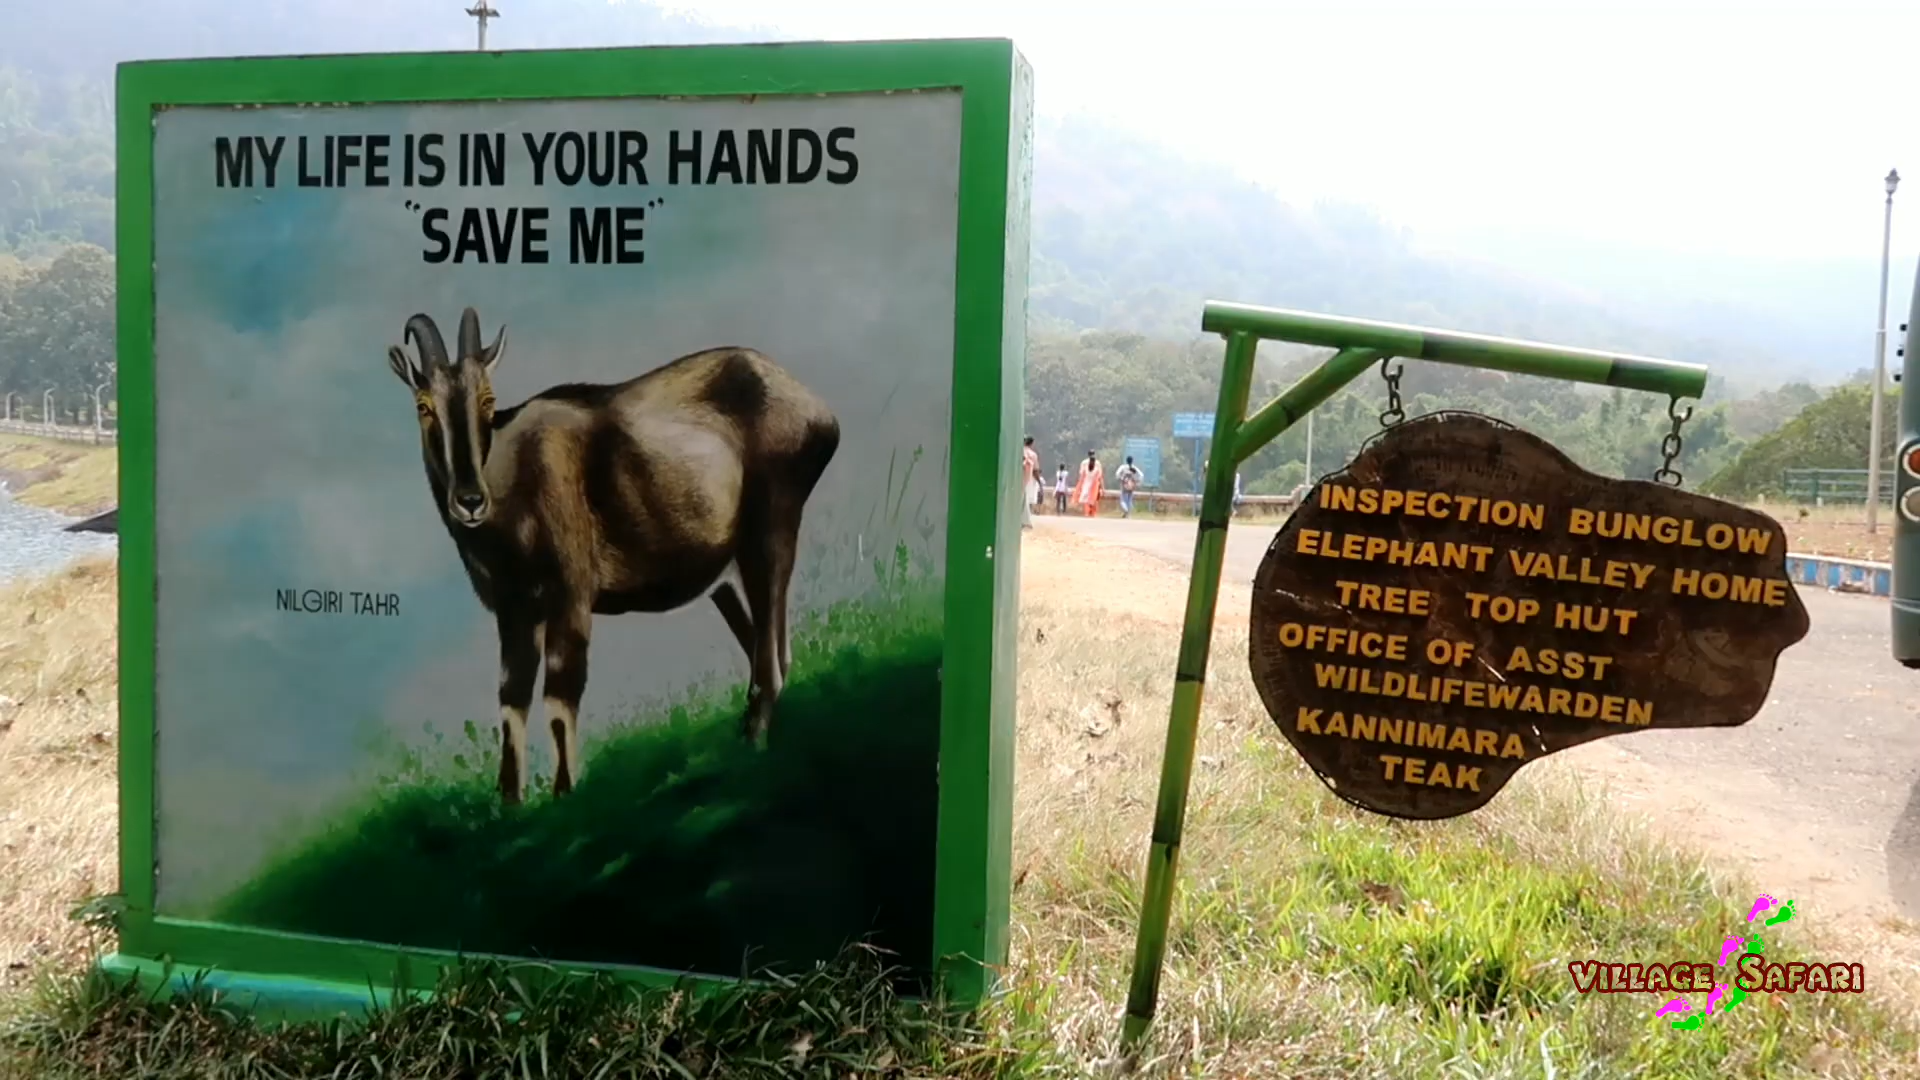 MY LIFE IS IN YOUR HANDS
"SAVE ME"
NILGIRI TAHR
INSPECTION BUNGLOW
ELEPHANT VALLEY HOME
TREE TOP HUT
OFFICE OF ASST
WILDLIFEWARDEN
KANNIMARA
TEAK
VILLAGE SAFARI